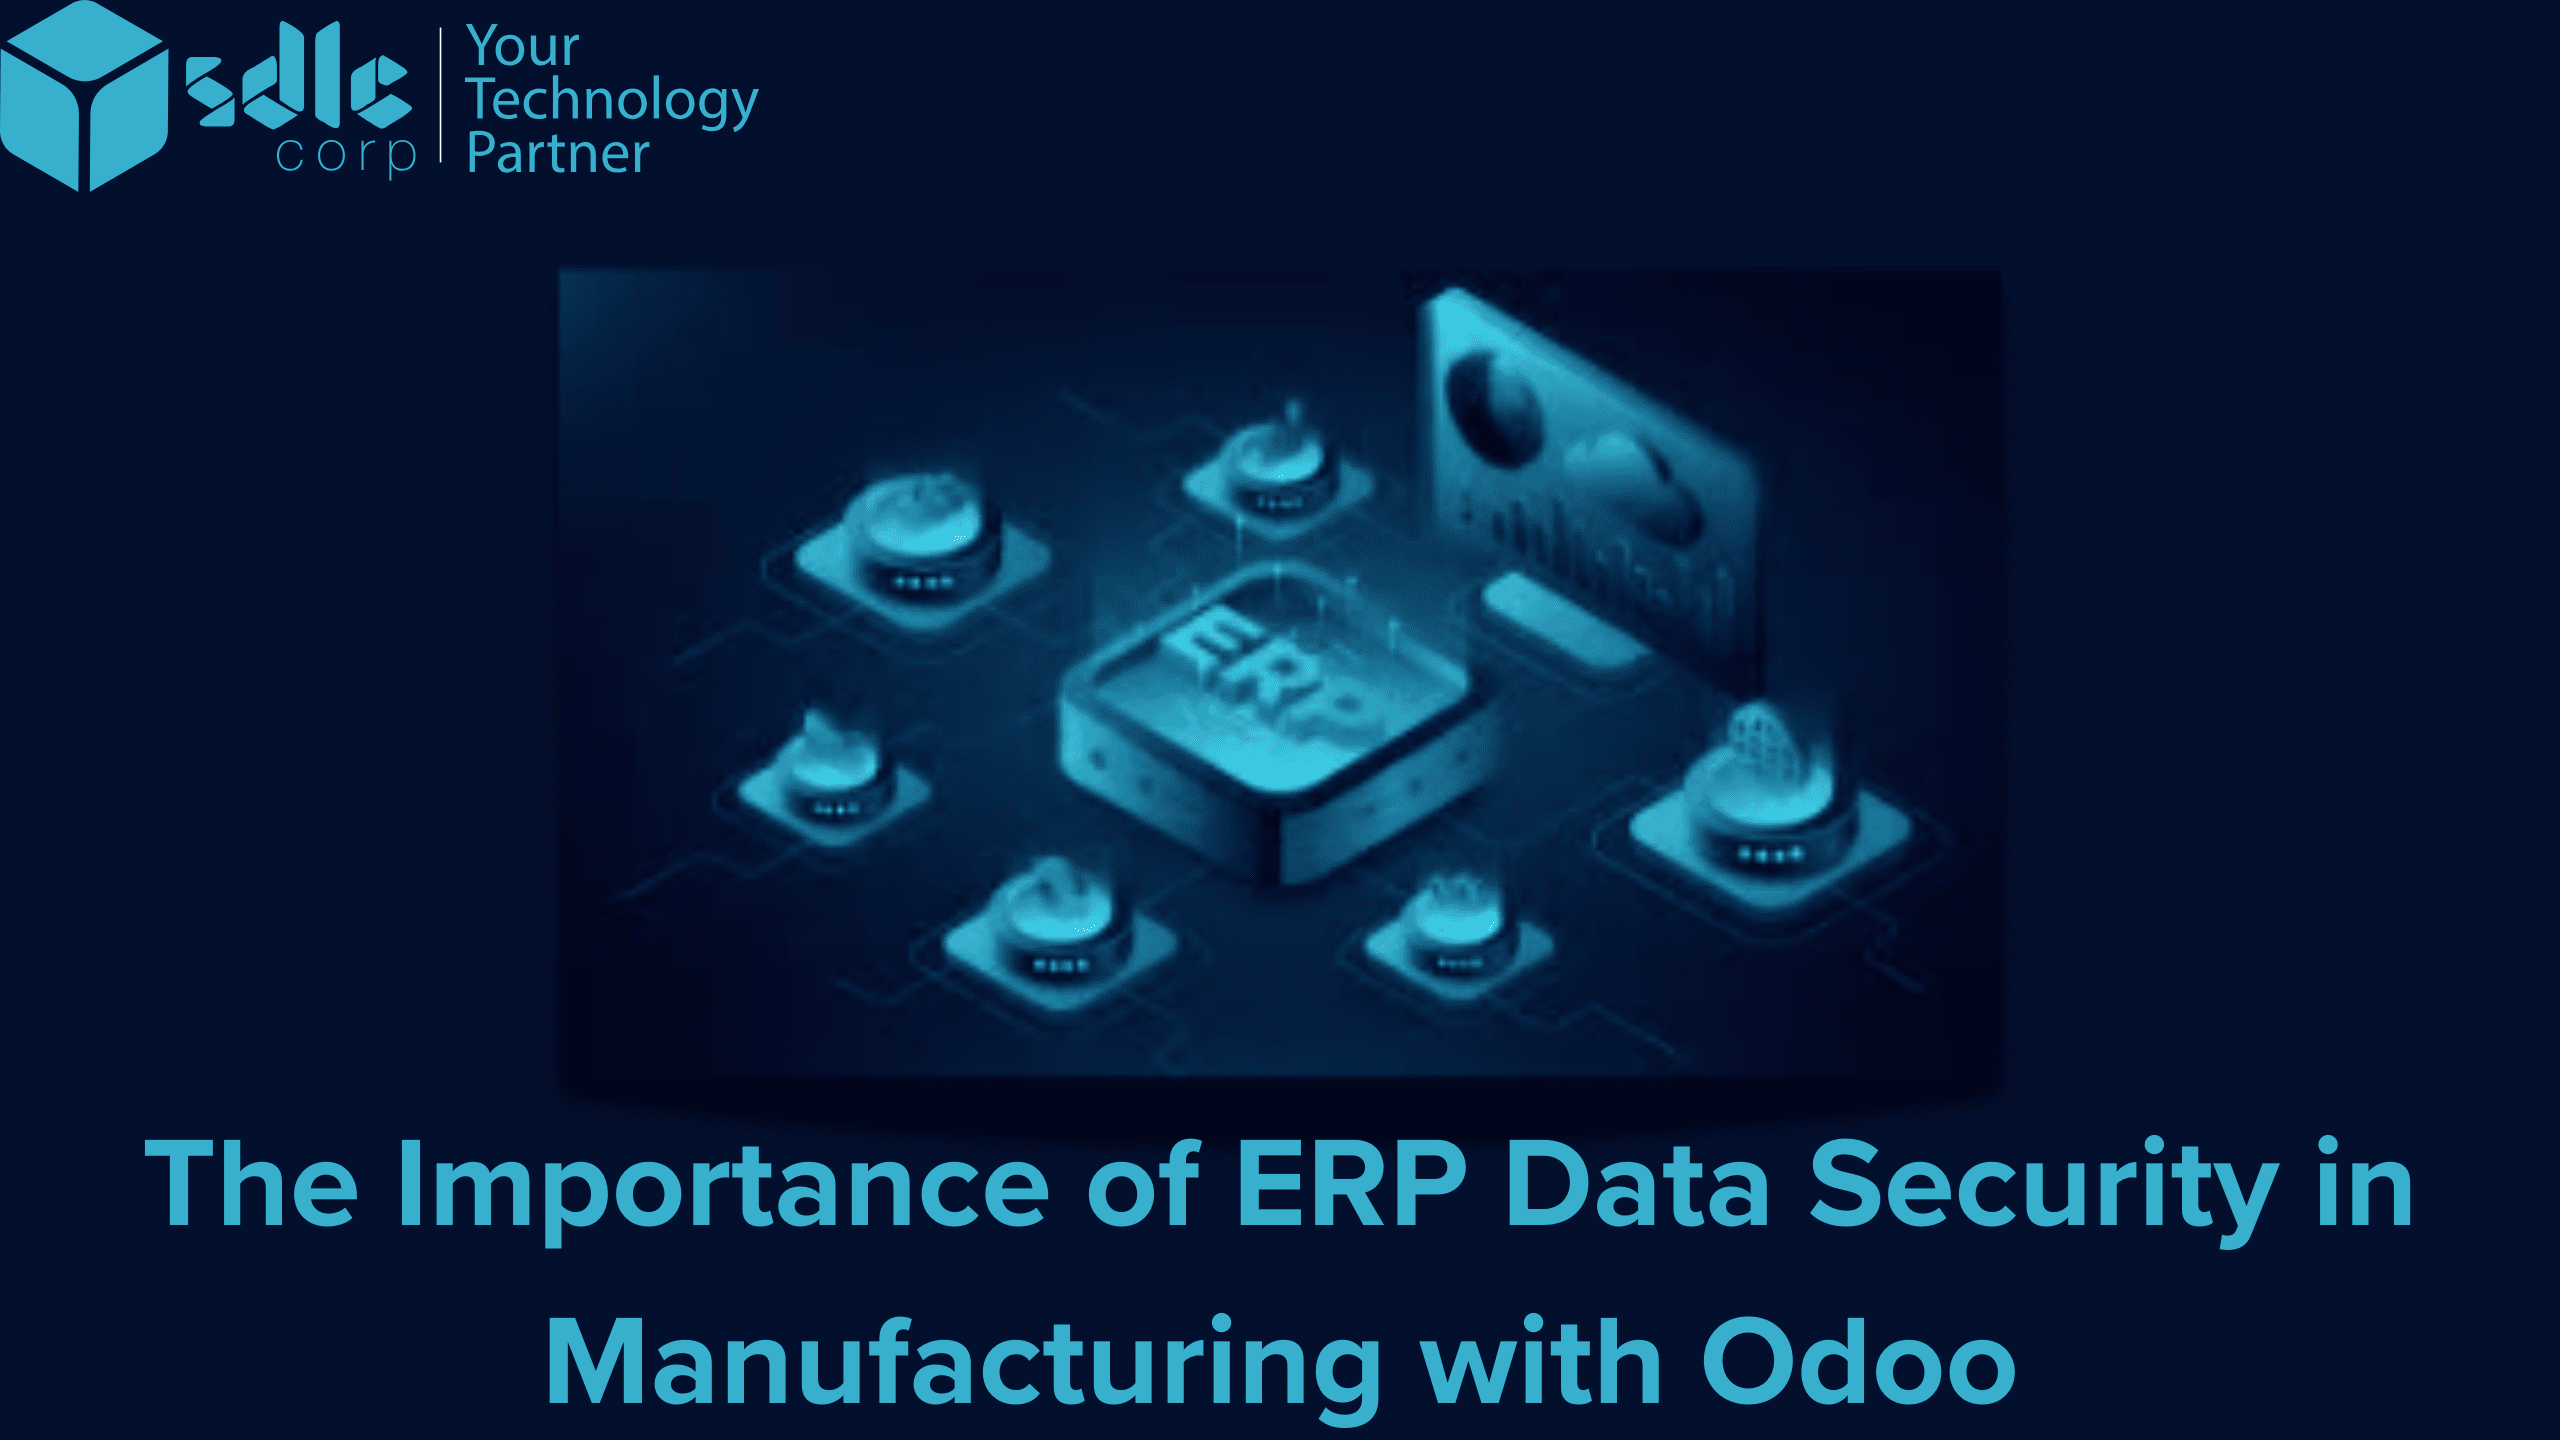 sdlc
corp
Your
Technology
Partner
ERP
The Importance of ERP Data Security in
Manufacturing with Odoo